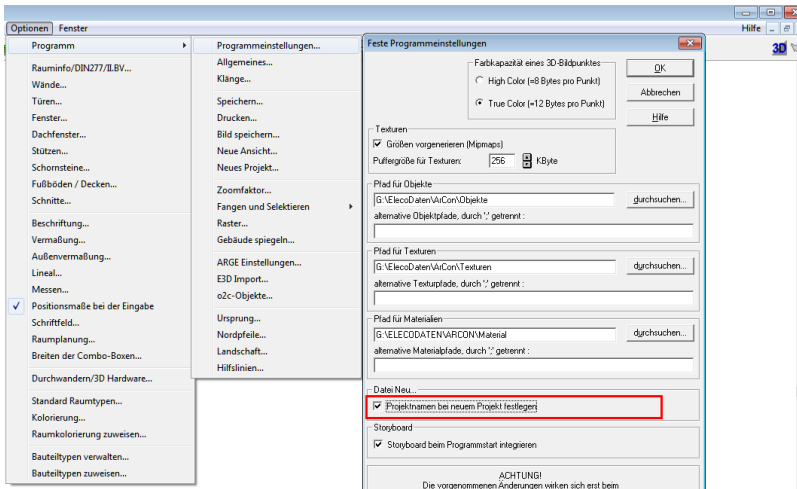 Optionen Fenster
Hilfe
3D
Programm
Rauminfo/DIN277/II.BV...
Wände...
Türen...
Fenster...
Dachfenster...
Stützen...
Schornsteine...
Fußböden / Decken...
Schnitte...
Beschriftung...
Vermaßung...
Außenvermaßung...
Lineal...
Messen...
Positionsmaße bei der Eingabe
Schriftfeld...
Raumplanung...
Breiten der Combo-Boxen...
Durchwandern/3D Hardware...
Standard Raumtypen...
Kolorierung...
Raumkolorierung zuweisen...
Bauteiltypen verwalten...
Bauteiltypen zuweisen...
Programmeinstellungen...
Allgemeines...
Klänge...
Speichern...
Drucken...
Bild speichern...
Neue Ansicht...
Neues Projekt...
Zoomfaktor...
Fangen und Selektieren
Raster...
Gebäude spiegeln...
ARGE Einstellungen...
E3D Import...
o2c-Objekte...
Ursprung...
Nordpfeile...
Landschaft...
Hilfslinien...
Feste Programmeinstellungen
Farbkapazität eines 3D-Bildpunktes
High Color (=8 Bytes pro Punkt)
True Color (=12 Bytes pro Punkt)
OK
Abbrechen
Hilfe
Texturen
Größen vorgenerieren (Mipmaps)
Puffergröße für Texturen: 256 KByte
Pfad für Objekte
G:\ElecoDaten\ArCon\Objekte durchsuchen...
alternative Objektpfade, durch ';' getrennt :
Pfad für Texturen
G:\ElecoDaten\ArCon\Texturen durchsuchen...
alternative Texturpfade, durch ';' getrennt :
Pfad für Materialien
G:\ELECODATEN\ARCON\Material durchsuchen...
alternative Materialpfade, durch ';' getrennt :
Datei Neu...
Projektnamen bei neuem Projekt festlegen
Storyboard
Storyboard beim Programmstart integrieren
ACHTUNG!
Die vorgenommenen Änderungen wirken sich erst beim